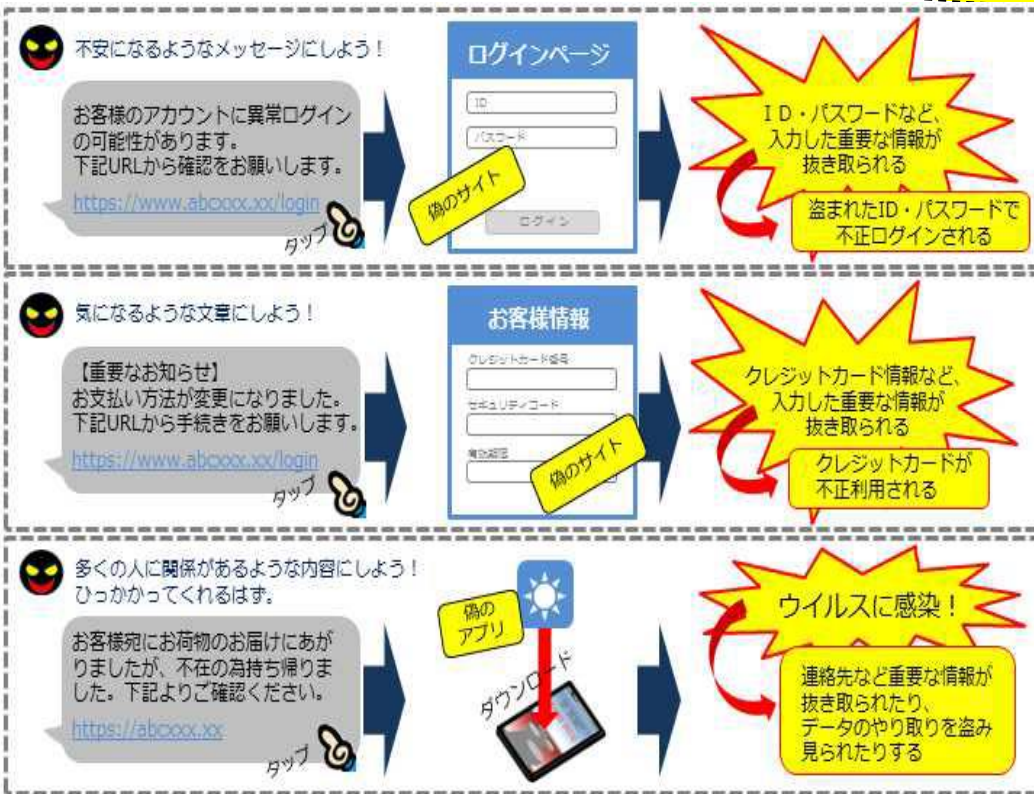 不安になるようなメッセージにしよう！
お客様のアカウントに異常ログイン
の可能性があります。
下記URLから確認をお願いします。
https://www.abcxxx.xx/login
タップ
ログインページ
ID
パスワード
偽のサイト
ログイン
ＩＤ・パスワードなど、
入力した重要な情報が
抜き取られる
盗まれたID・パスワードで
不正ログインされる
気になるような文章にしよう！
【重要なお知らせ】
お支払い方法が変更になりました。
下記URLから手続きをお願いします。
https://www.abcxxx.xx/login
タップ
お客様情報
クレジットカード番号
セキュリティコード
有効期限
偽のサイト
クレジットカード情報など、
入力した重要な情報が
抜き取られる
クレジットカードが
不正利用される
多くの人に関係があるような内容にしよう！
ひっかかってくれるはず。
お客様宛にお荷物のお届けにあが
りましたが、不在の為持ち帰りま
した。下記よりご確認ください。
https://abcxxx.xx
タップ
偽の
アプリ
ダウンロード
ウイルスに感染！
連絡先など重要な情報が
抜き取られたり、
データのやり取りを盗み
見られたりする